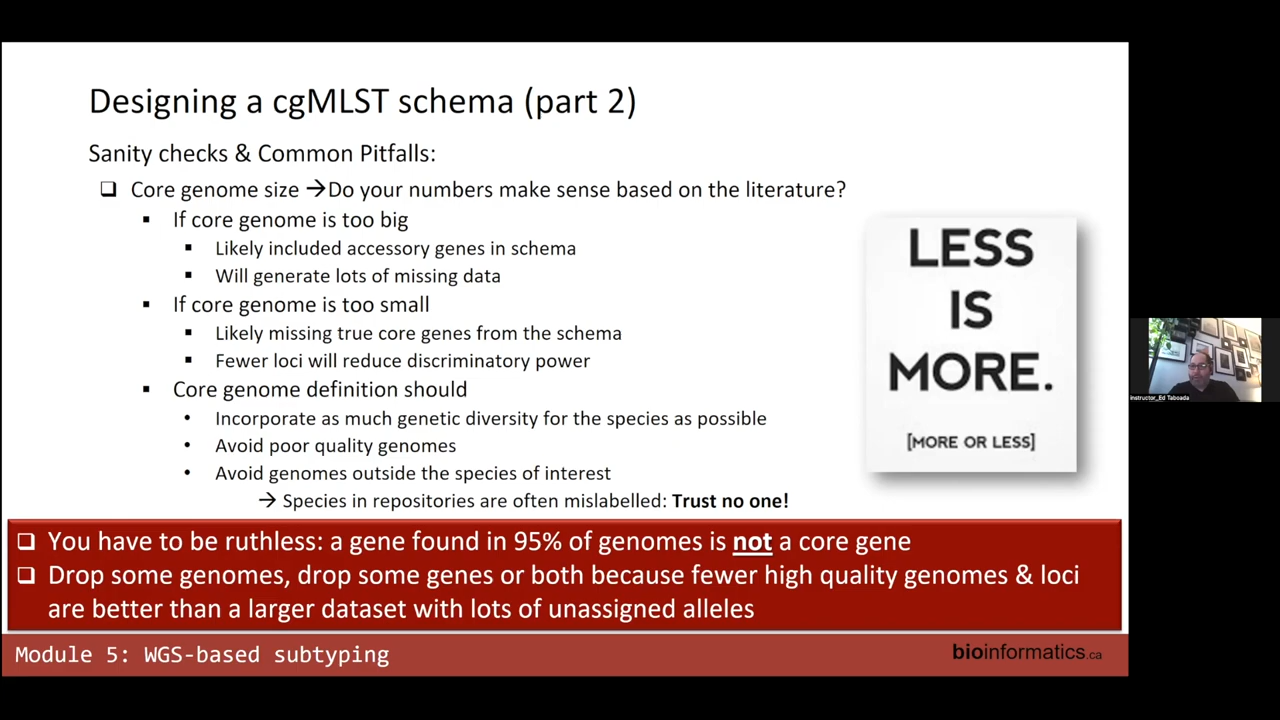 Designing a cgMLST schema (part 2)
Sanity checks & Common Pitfalls:
❑ Core genome size →Do your numbers make sense based on the literature?
▪ If core genome is too big
▪ Likely included accessory genes in schema
▪ Will generate lots of missing data
▪ If core genome is too small
▪ Likely missing true core genes from the schema
▪ Fewer loci will reduce discriminatory power
▪ Core genome definition should
• Incorporate as much genetic diversity for the species as possible
• Avoid poor quality genomes
• Avoid genomes outside the species of interest
→ Species in repositories are often mislabelled: Trust no one!
LESS
IS
MORE.
[MORE OR LESS]
instructor_Ed Taboada
❑ You have to be ruthless: a gene found in 95% of genomes is not a core gene
❑ Drop some genomes, drop some genes or both because fewer high quality genomes & loci
are better than a larger dataset with lots of unassigned alleles
Module 5: WGS-based subtyping
bioinformatics.ca